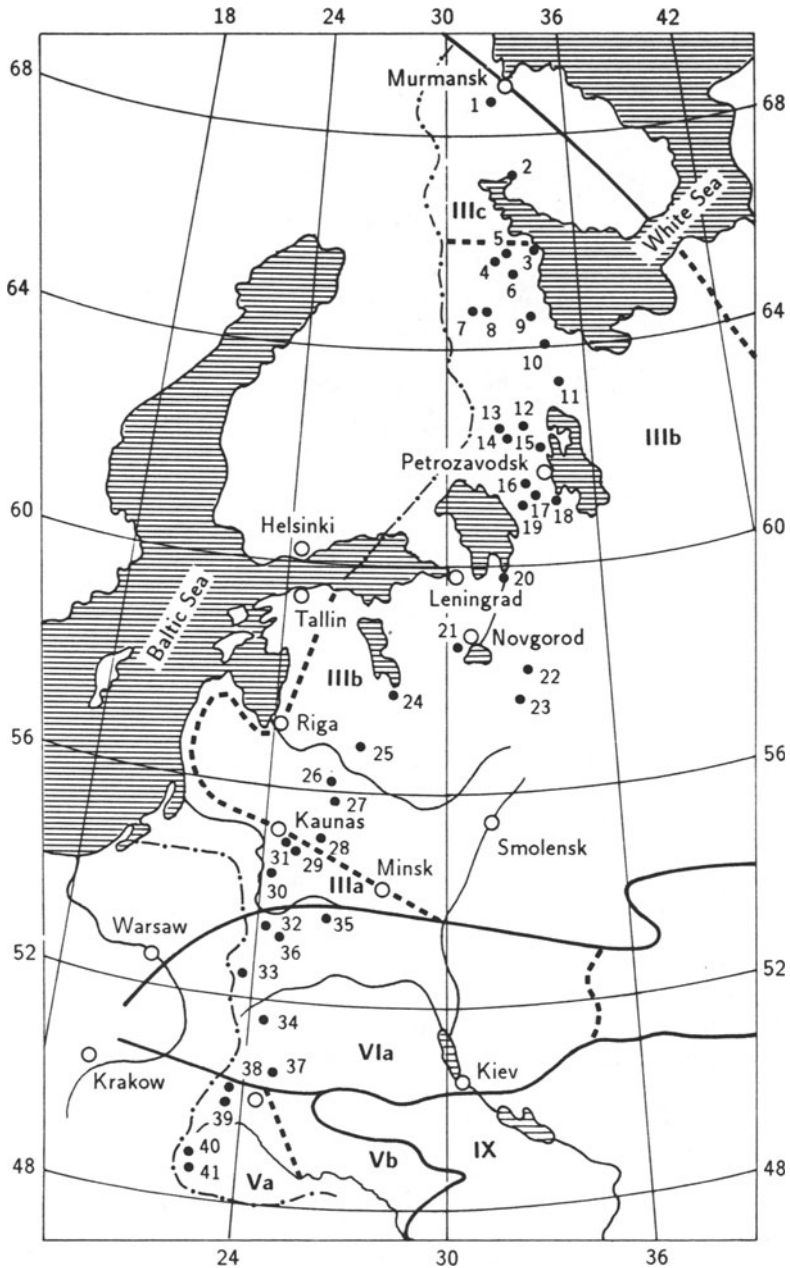 18 24 30 36 42
68
Murmansk
68
1
2
IIIc
White Sea
5
4 3
6
64
64
7 8 9
10
11
13 12
14 15
IIIb
Petrozavodsk
16
17 18
19
60
60
Helsinki
20
Leningrad
Tallin
Baltic Sea
21
Novgorod
22
IIIb
24
23
Riga
56
25
56
26
27
Kaunas
28
31 29
Smolensk
30
IIIa
Minsk
Warsaw
32
35
36
52
33
52
34
VIa
Krakow
38 37
Kiev
39
40
Vb
IX
48
41
Va
48
24 30 36